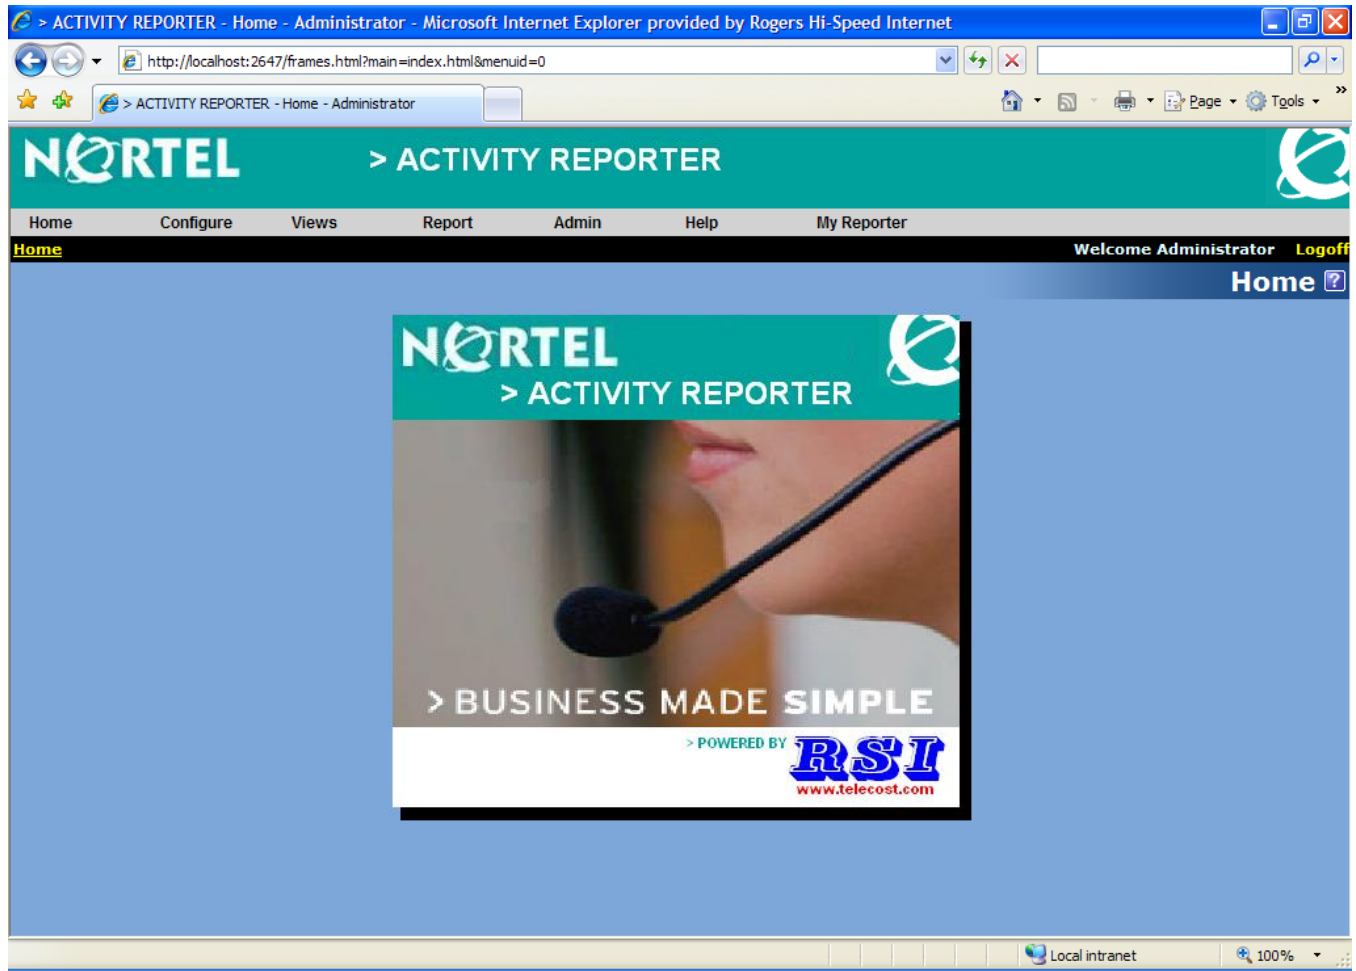 > ACTIVITY REPORTER - Home - Administrator - Microsoft Internet Explorer provided by Rogers Hi-Speed Internet
http://localhost:2647/frames.html?main=index.html&menuid=0
> ACTIVITY REPORTER - Home - Administrator
Page Tools »
NORTEL > ACTIVITY REPORTER
Home Configure Views Report Admin Help My Reporter
Home Welcome Administrator Logoff
Home ?
NORTEL
> ACTIVITY REPORTER
> BUSINESS MADE SIMPLE
> POWERED BY RSI
www.telecost.com
Local intranet 100%